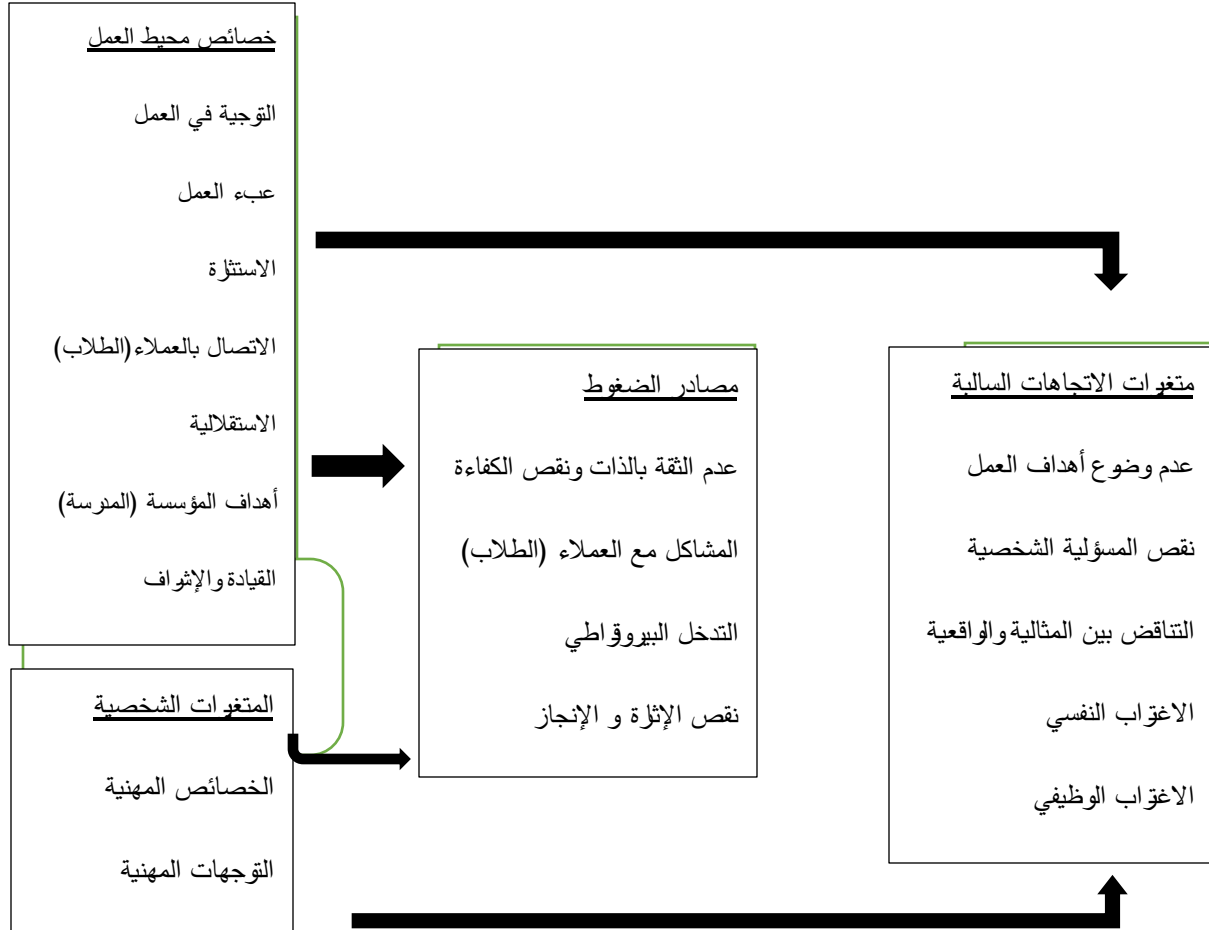 خصائص محيط العمل
التوجية في العمل
عبء العمل
الاستثارة
الاتصال بالعملاء(الطلاب)
الاستقلالية
أهداف المؤسسة (المدرسة)
القيادة والإشراف
المتغيرات الشخصية
الخصائص المهنية
التوجهات المهنية
مصادر الضغوط
عدم الثقة بالذات ونقص الكفاءة
المشاكل مع العملاء (الطلاب)
التدخل البيروقراطي
نقص الإثارة و الإنجاز
متغيرات الاتجاهات السالبة
عدم وضوع أهداف العمل
نقص المسؤلية الشخصية
التناقض بين المثالية والواقعية
الاغتراب النفسي
الاغتراب الوظيفي